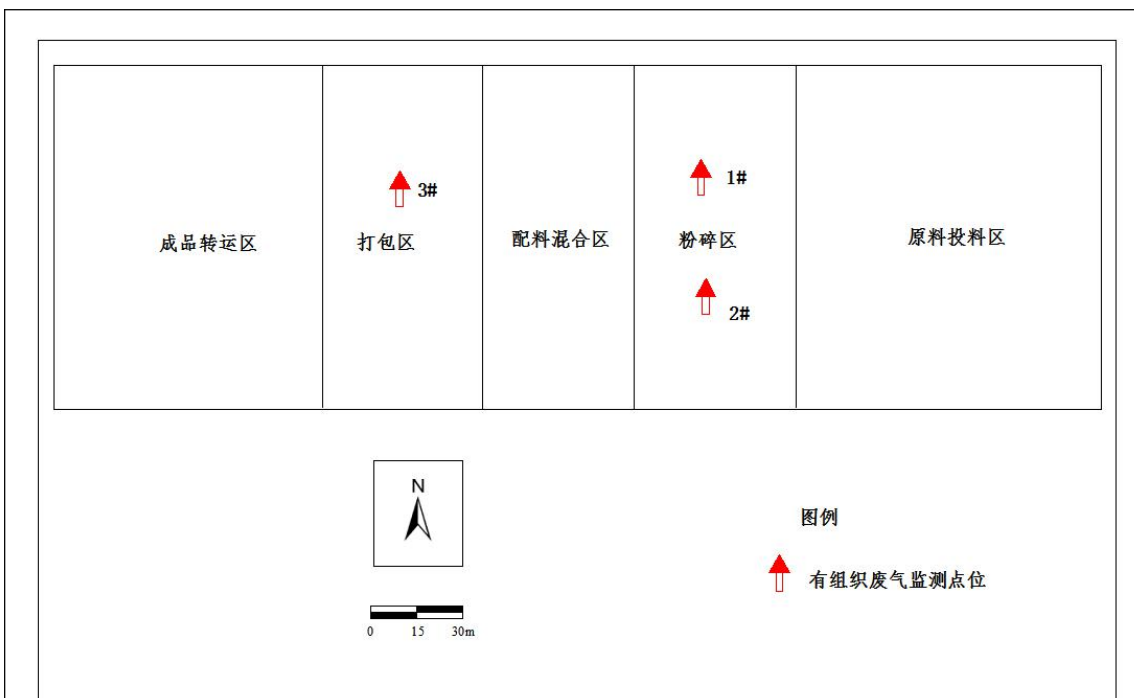 1#
3#
成品转运区
打包区
配料混合区
粉碎区
原料投料区
2#
N
图例
有组织废气监测点位
0 15 30m